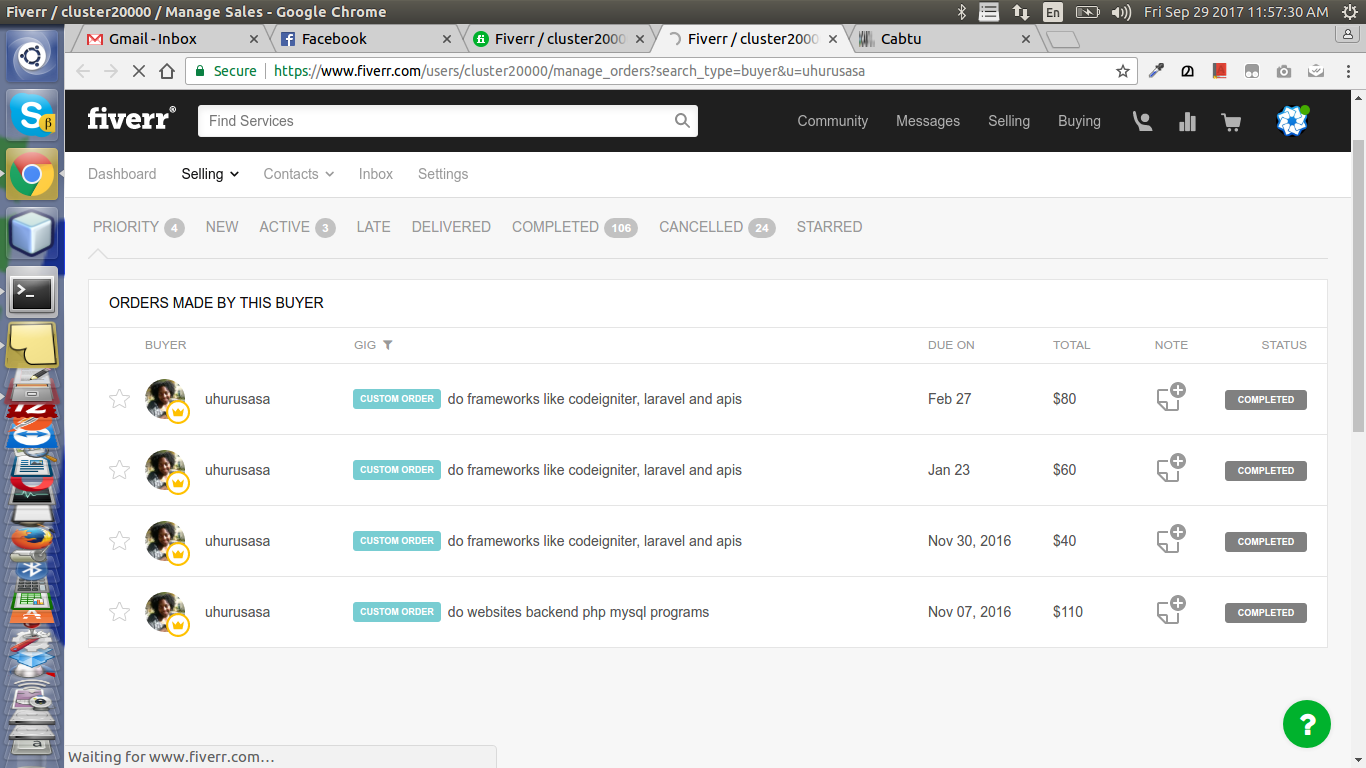 Fiverr / cluster20000 / Manage Sales - Google Chrome
En
Fri Sep 29 2017 11:57:30 AM
Gmail - Inbox
Facebook
Fiverr / cluster2000
Fiverr / cluster2000
Cabtu
Secure
https://www.fiverr.com/users/cluster20000/manage_orders?search_type=buyer&u=uhurusasa
fiverr®
Find Services
Community
Messages
Selling
Buying
Dashboard
Selling
Contacts
Inbox
Settings
PRIORITY 4
NEW
ACTIVE 3
LATE
DELIVERED
COMPLETED 106
CANCELLED 24
STARRED
ORDERS MADE BY THIS BUYER
BUYER
GIG
DUE ON
TOTAL
NOTE
STATUS
uhurusasa
CUSTOM ORDER
do frameworks like codeigniter, laravel and apis
Feb 27
$80
COMPLETED
uhurusasa
CUSTOM ORDER
do frameworks like codeigniter, laravel and apis
Jan 23
$60
COMPLETED
uhurusasa
CUSTOM ORDER
do frameworks like codeigniter, laravel and apis
Nov 30, 2016
$40
COMPLETED
uhurusasa
CUSTOM ORDER
do websites backend php mysql programs
Nov 07, 2016
$110
COMPLETED
?
Waiting for www.fiverr.com…